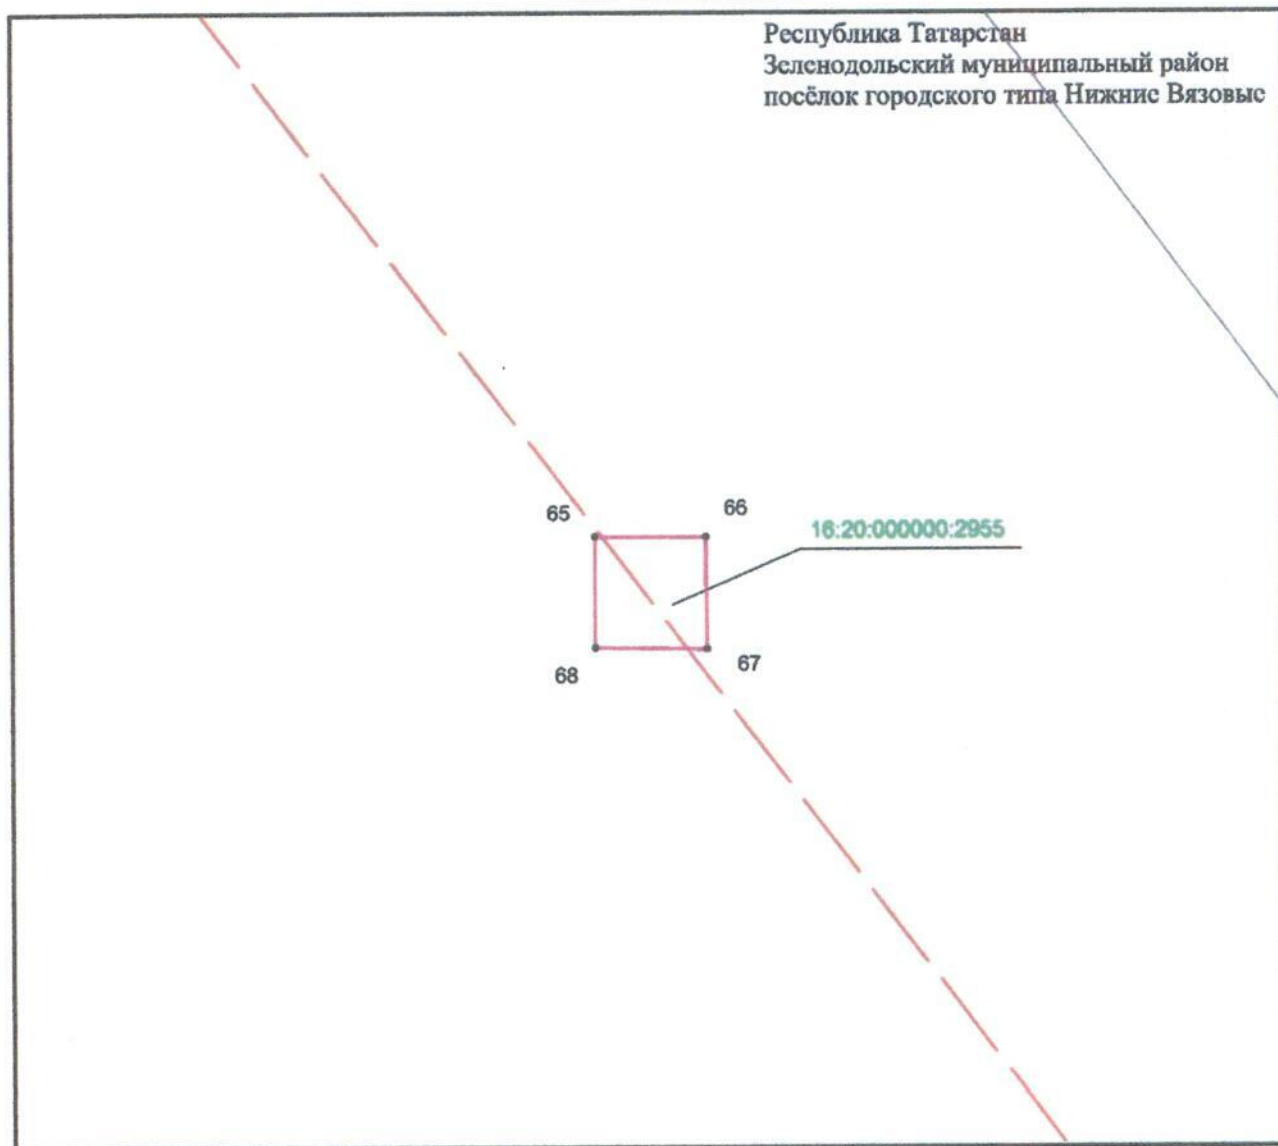 Республика Татарстан
Зеленодольский муниципальный район
посёлок городского типа Нижние Вязовые
65
66
16:20:000000:2955
68
67